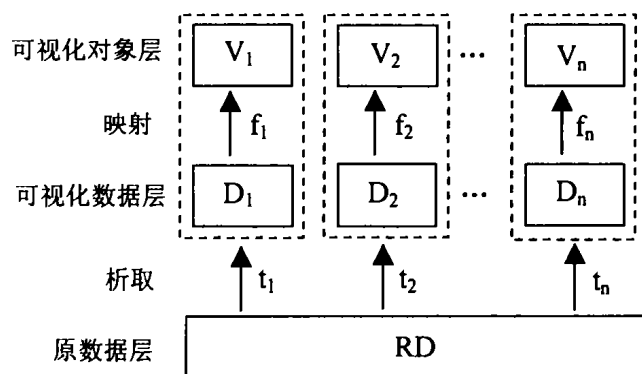 可视化对象层 V₁ V₂ … Vₙ
映射 f₁ f₂ fₙ
可视化数据层 D₁ D₂ … Dₙ
析取 t₁ t₂ tₙ
原数据层 RD